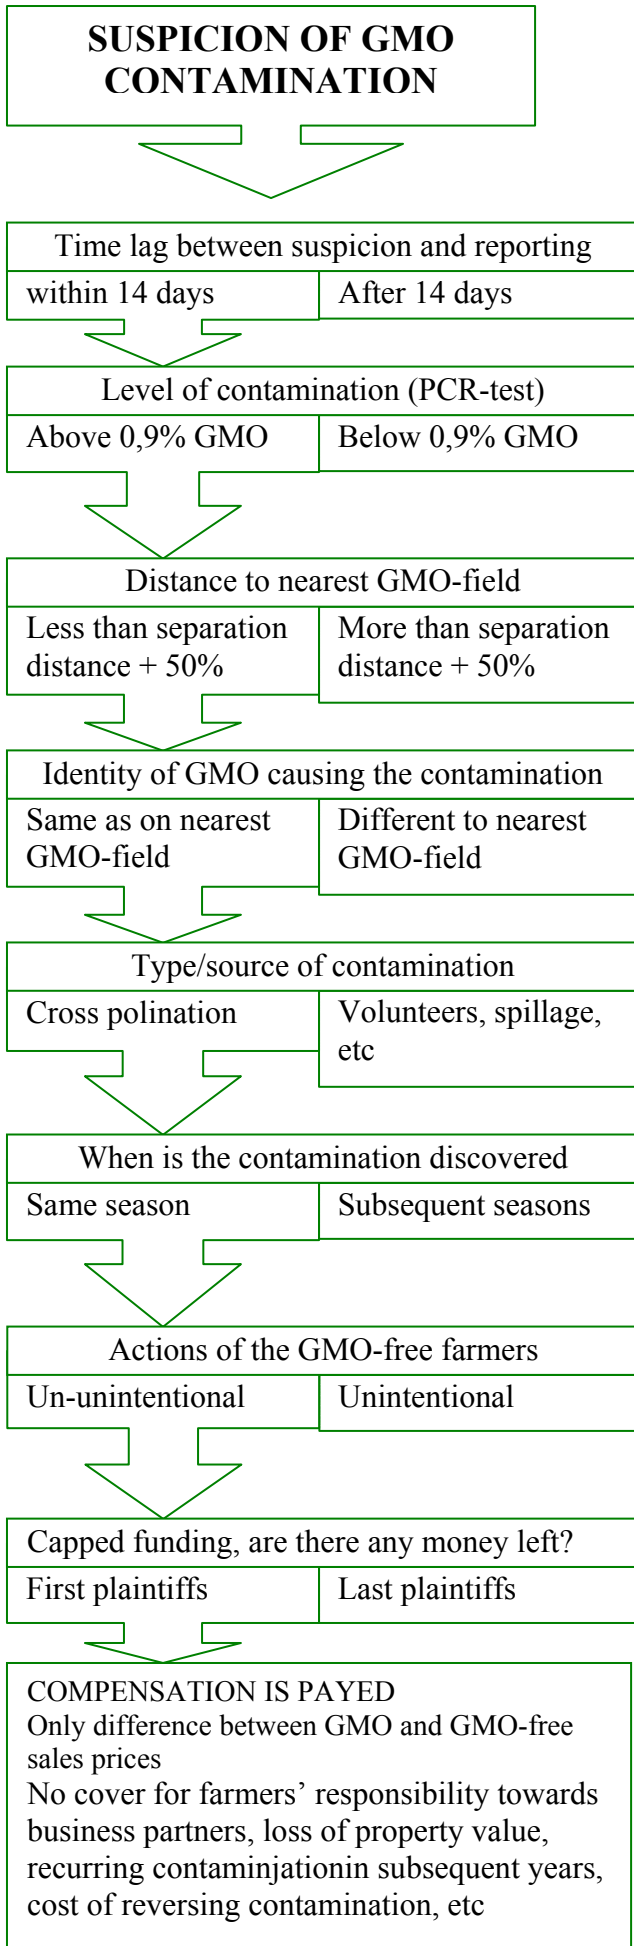 SUSPICION OF GMO
CONTAMINATION
Time lag between suspicion and reporting
within 14 days
After 14 days
Level of contamination (PCR-test)
Above 0,9% GMO
Below 0,9% GMO
Distance to nearest GMO-field
Less than separation
distance + 50%
More than separation
distance + 50%
Identity of GMO causing the contamination
Same as on nearest
GMO-field
Different to nearest
GMO-field
Type/source of contamination
Cross polination
Volunteers, spillage,
etc
When is the contamination discovered
Same season
Subsequent seasons
Actions of the GMO-free farmers
Un-unintentional
Unintentional
Capped funding, are there any money left?
First plaintiffs
Last plaintiffs
COMPENSATION IS PAYED
Only difference between GMO and GMO-free
sales prices
No cover for farmers’ responsibility towards
business partners, loss of property value,
recurring contaminjationin subsequent years,
cost of reversing contamination, etc